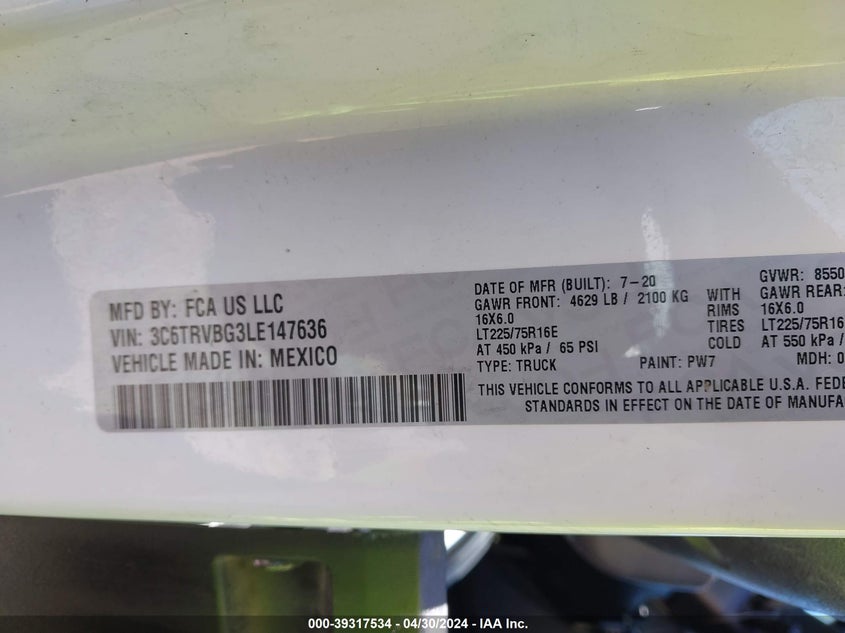 MFD BY: FCA US LLC
VIN: 3C6TRVBG3LE147636
VEHICLE MADE IN: MEXICO
DATE OF MFR (BUILT): 7-20
GAWR FRONT: 4629 LB / 2100 KG
16X6.0
LT225/75R16E
AT 450 kPa / 65 PSI
TYPE: TRUCK
WITH
RIMS
TIRES
COLD
PAINT: PW7
GVWR: 8550
GAWR REAR:
16X6.0
LT225/75R16
AT 550 kPa /
MDH: 0
THIS VEHICLE CONFORMS TO ALL APPLICABLE U.S.A. FEDE
STANDARDS IN EFFECT ON THE DATE OF MANUFA
000-39317534 - 04/30/2024 - IAA Inc.